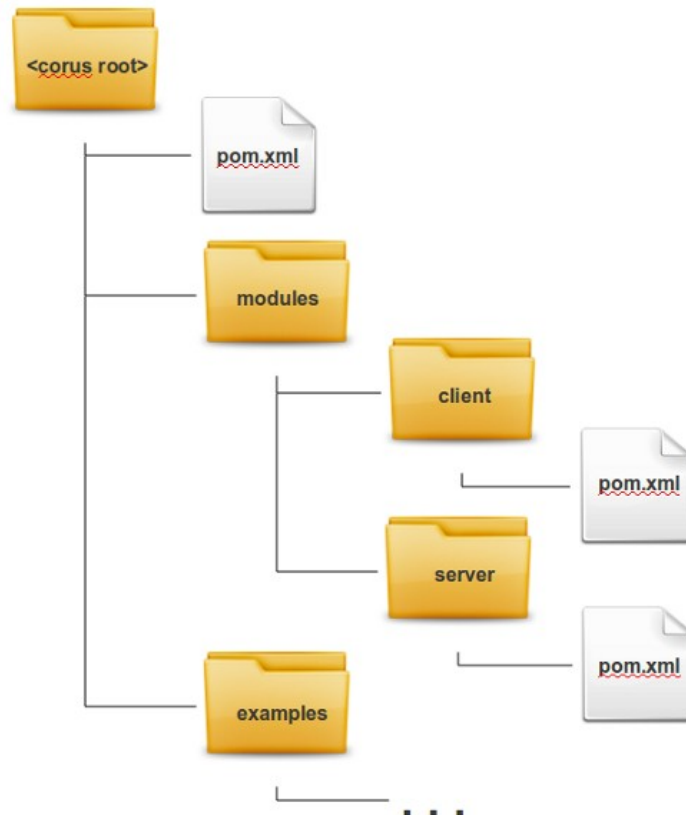 <corus root>
pom.xml
modules
client
pom.xml
server
pom.xml
examples
...